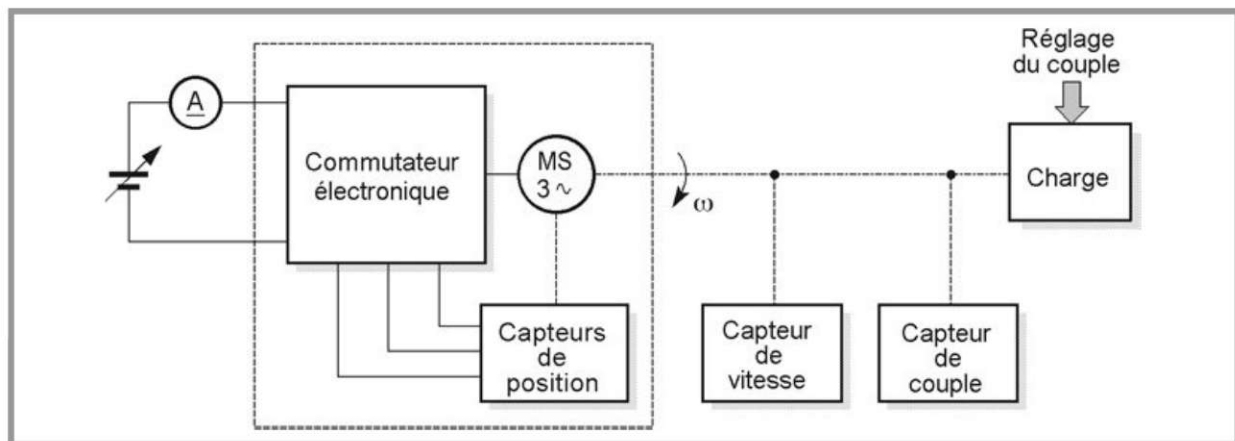 Réglage
du couple
A
Commutateur
électronique
MS
3 ~
ω
Charge
Capteurs
de
position
Capteur
de
vitesse
Capteur
de
couple